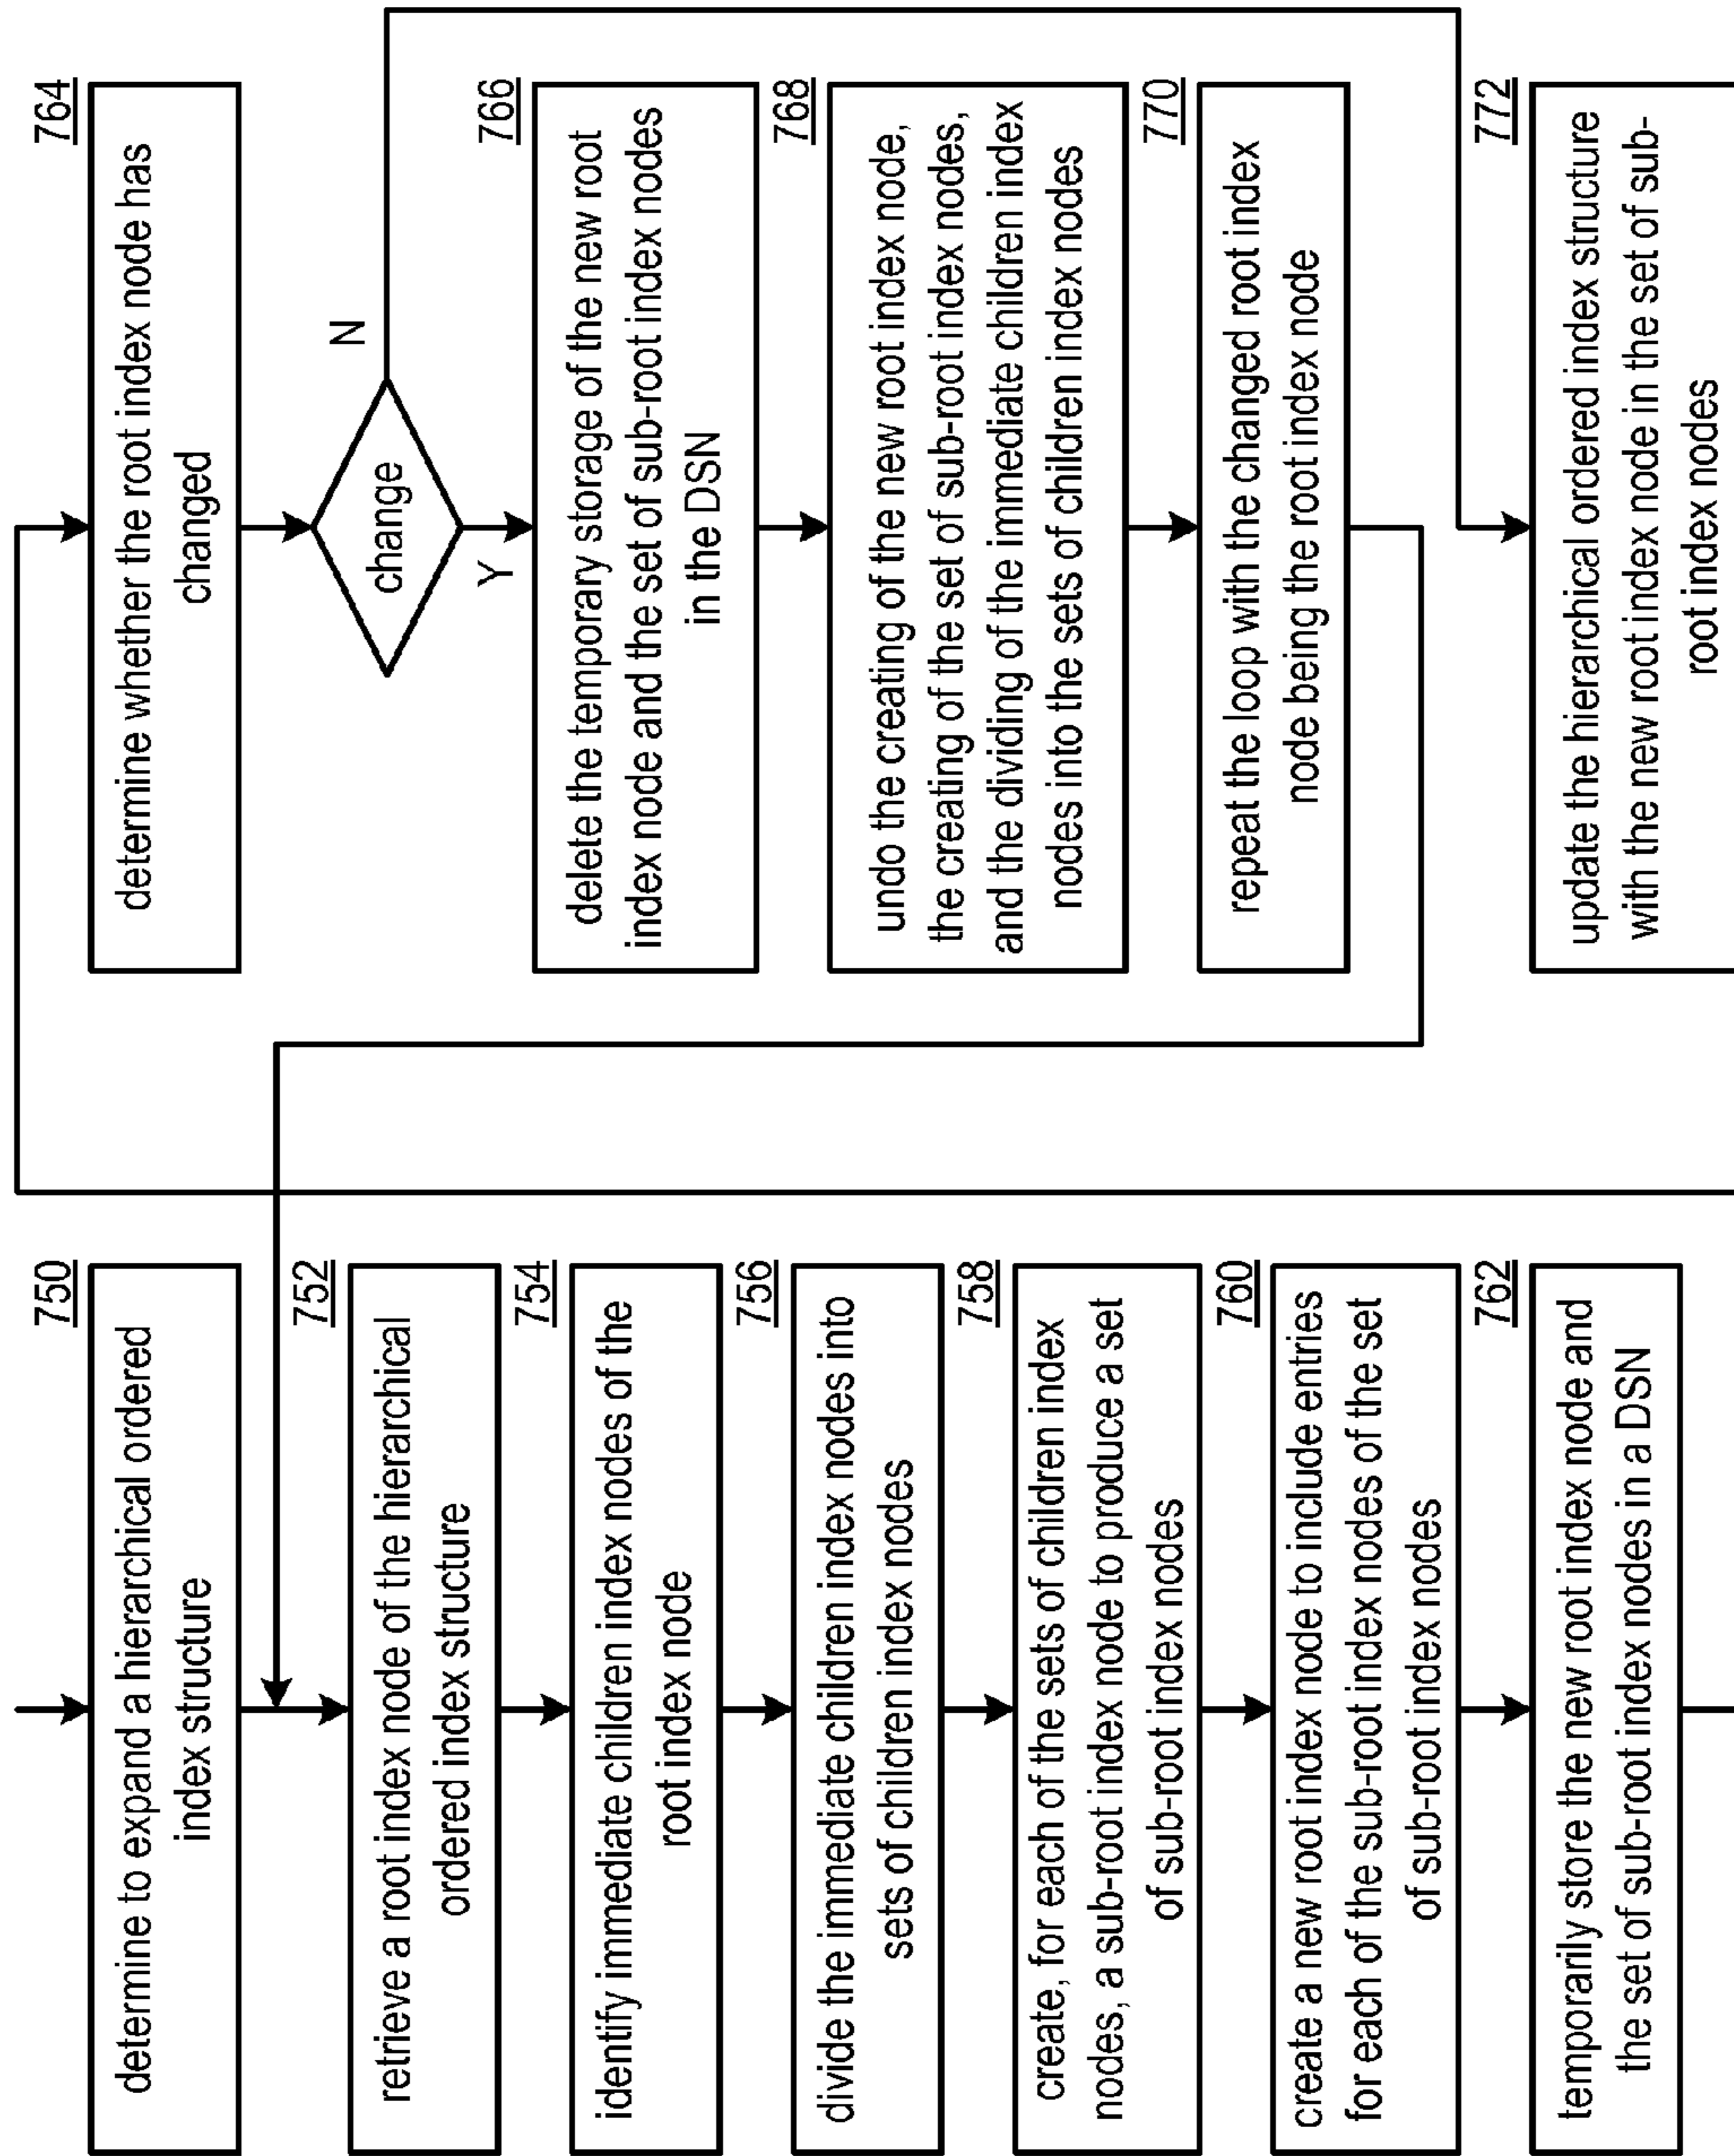 750
determine to expand a hierarchical ordered
index structure
752
retrieve a root index node of the hierarchical
ordered index structure
754
identify immediate children index nodes of the
root index node
756
divide the immediate children index nodes into
sets of children index nodes
758
create, for each of the sets of children index
nodes, a sub-root index node to produce a set
of sub-root index nodes
760
create a new root index node to include entries
for each of the sub-root index nodes of the set
of sub-root index nodes
762
temporarily store the new root index node and
the set of sub-root index nodes in a DSN
764
determine whether the root index node has
changed
change
N
Y
766
delete the temporary storage of the new root
index node and the set of sub-root index nodes
in the DSN
768
undo the creating of the new root index node,
the creating of the set of sub-root index nodes,
and the dividing of the immediate children index
nodes into the sets of children index nodes
770
repeat the loop with the changed root index
node being the root index node
772
update the hierarchical ordered index structure
with the new root index node in the set of sub-
root index nodes